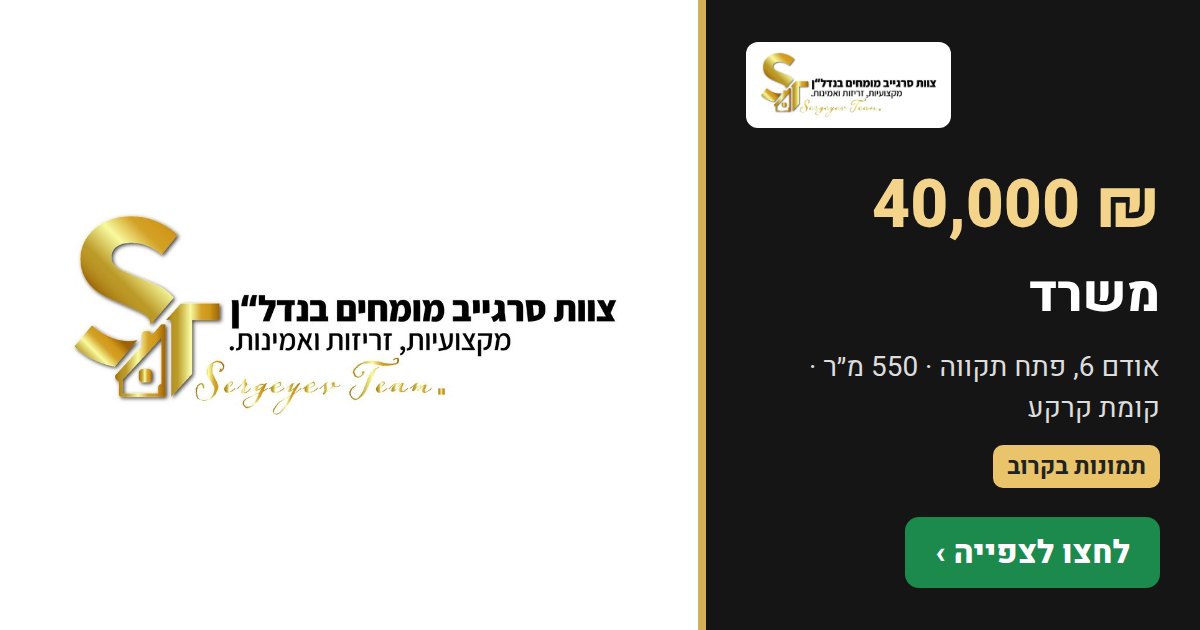 צוות סרגייב מומחים בנדל"ן
מקצועיות, זריזות ואמינות.
Sergeyev Team
צוות סרגייב מומחים בנדל"ן
מקצועיות, זריזות ואמינות.
Sergeyev Team
40,000 ₪
משרד
אודם 6, פתח תקווה · 550 מ״ר ·
קומת קרקע
תמונות בקרוב
לחצו לצפייה ›